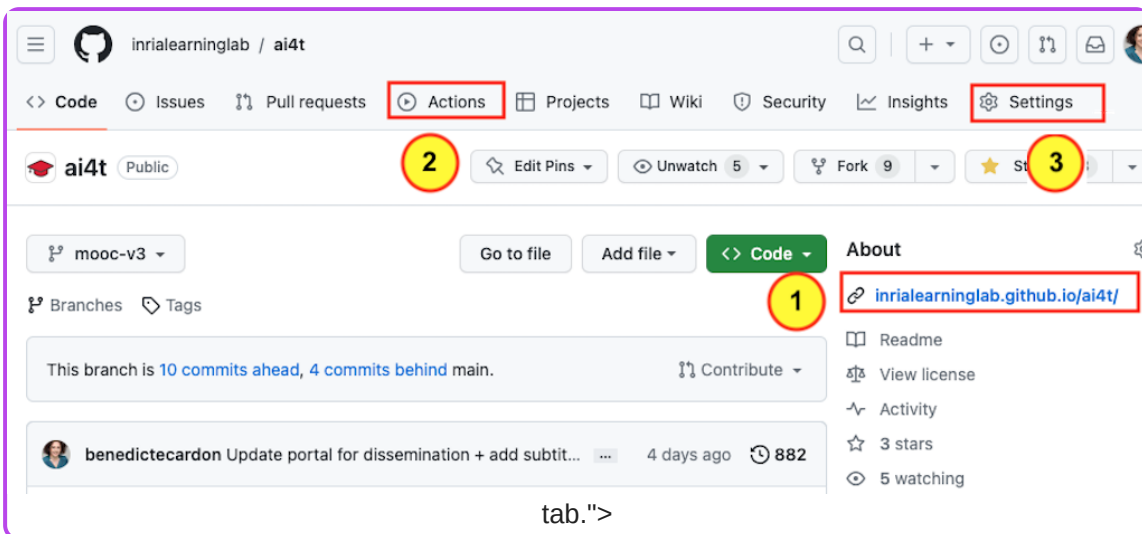 inrialearninglab / ai4t
Code Issues Pull requests Actions Projects Wiki Security Insights Settings
ai4t Public 2 Edit Pins Unwatch 5 Fork 9 3
mooc-v3 Go to file Add file Code About
1 inrialearninglab.github.io/ai4t/
Branches Tags
Readme
This branch is 10 commits ahead, 4 commits behind main. Contribute
View license
Activity
3 stars
benedictecardon Update portal for dissemination + add subtit... ... 4 days ago 882
5 watching
tab.">